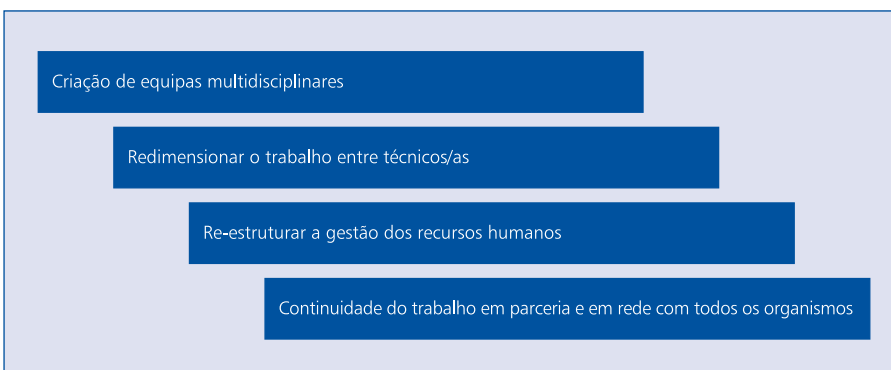 Criação de equipas multidisciplinares
Redimensionar o trabalho entre técnicos/as
Re-estruturar a gestão dos recursos humanos
Continuidade do trabalho em parceria e em rede com todos os organismos